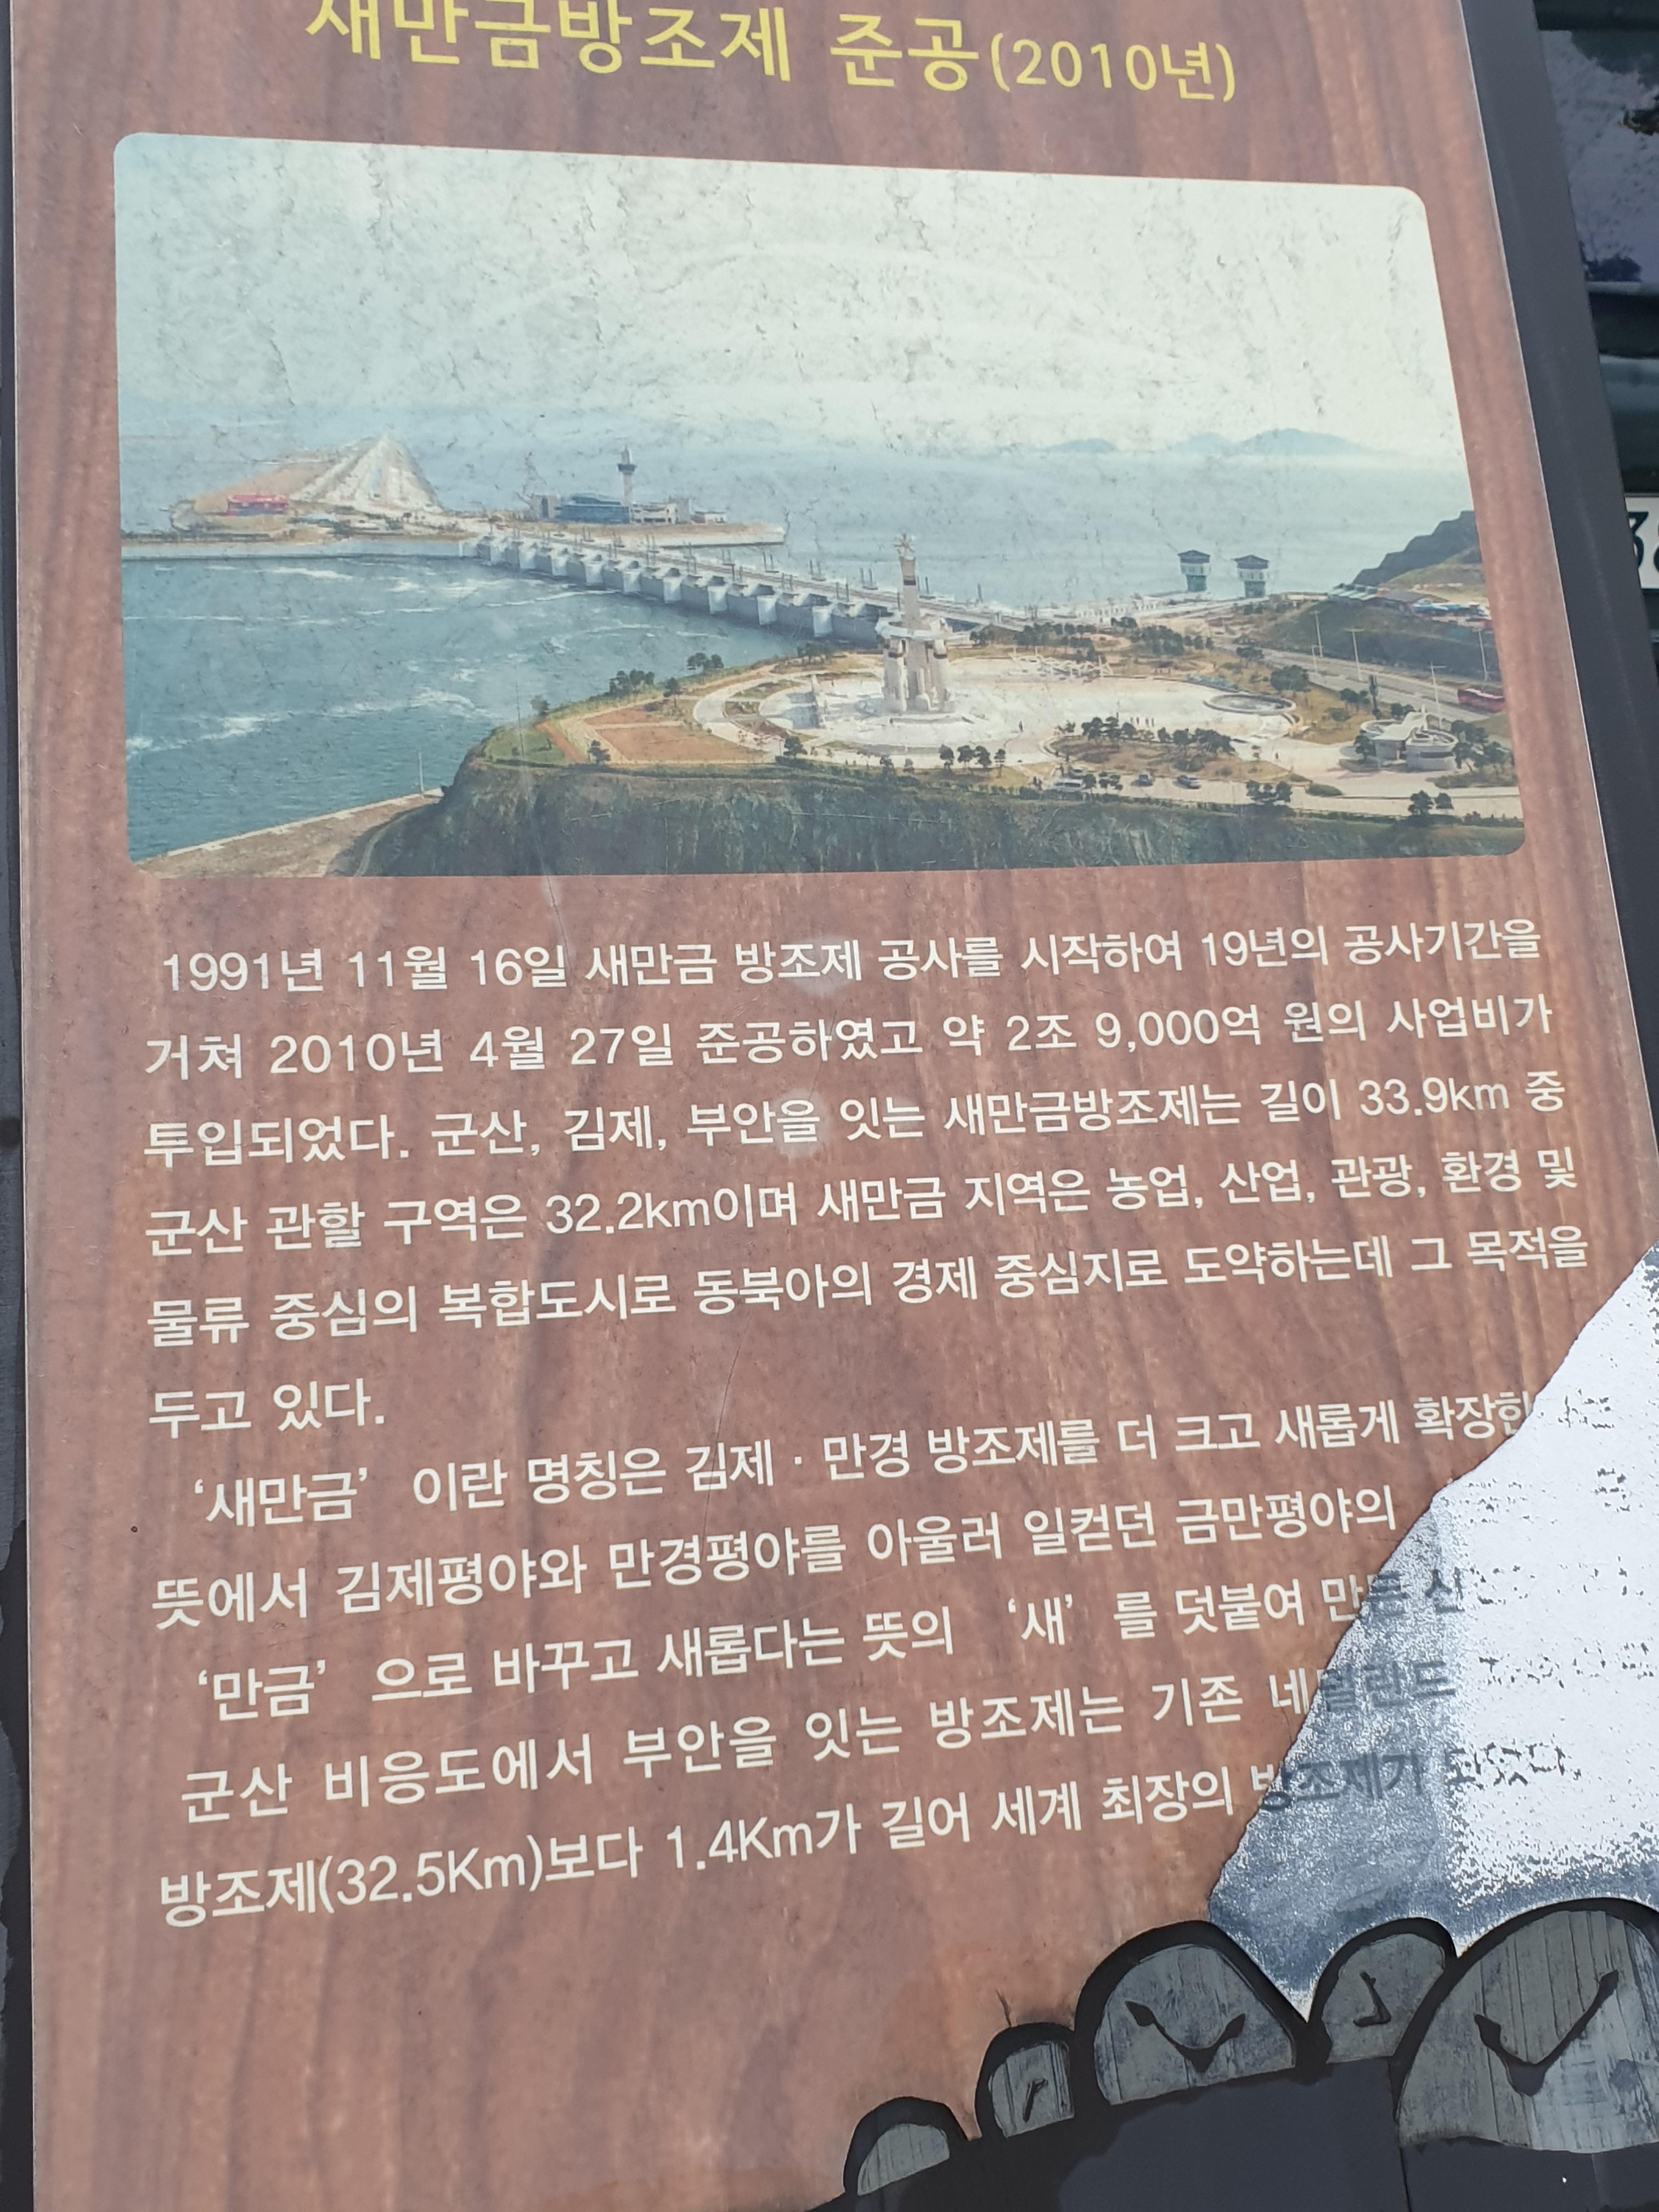 새만금방조제 준공(2010년)
1991년 11월 16일 새만금 방조제 공사를 시작하여 19년의 공사기간을
거쳐 2010년 4월 27일 준공하였고 약 2조 9,000억 원의 사업비가
투입되었다. 군산, 김제, 부안을 잇는 새만금방조제는 길이 33.9km 중
군산 관할 구역은 32.2km이며 새만금 지역은 농업, 산업, 관광, 환경 및
물류 중심의 복합도시로 동북아의 경제 중심지로 도약하는데 그 목적을
두고 있다.
‘새만금’ 이란 명칭은 김제 · 만경 방조제를 더 크고 새롭게 확장한
뜻에서 김제평야와 만경평야를 아울러 일컫던 금만평야의
‘만금’ 으로 바꾸고 새롭다는 뜻의 ‘새’ 를 덧붙여 만든
군산 비응도에서 부안을 잇는 방조제는 기존 네덜란드
방조제(32.5Km)보다 1.4Km가 길어 세계 최장의 방조제가 되었다.